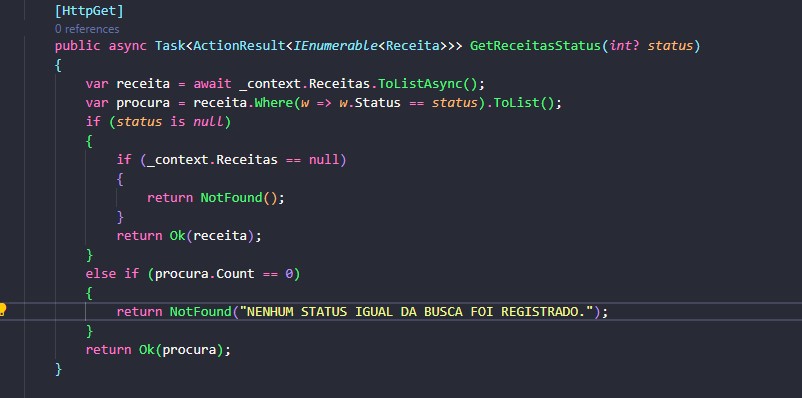 [HttpGet]
0 references
public async Task<ActionResult<IEnumerable<Receita>>> GetReceitasStatus(int? status)
{
var receita = await _context.Receitas.ToListAsync();
var procura = receita.Where(w => w.Status == status).ToList();
if (status is null)
{
if (_context.Receitas == null)
{
return NotFound();
}
return Ok(receita);
}
else if (procura.Count == 0)
{
return NotFound("NENHUM STATUS IGUAL DA BUSCA FOI REGISTRADO.");
}
return Ok(procura);
}